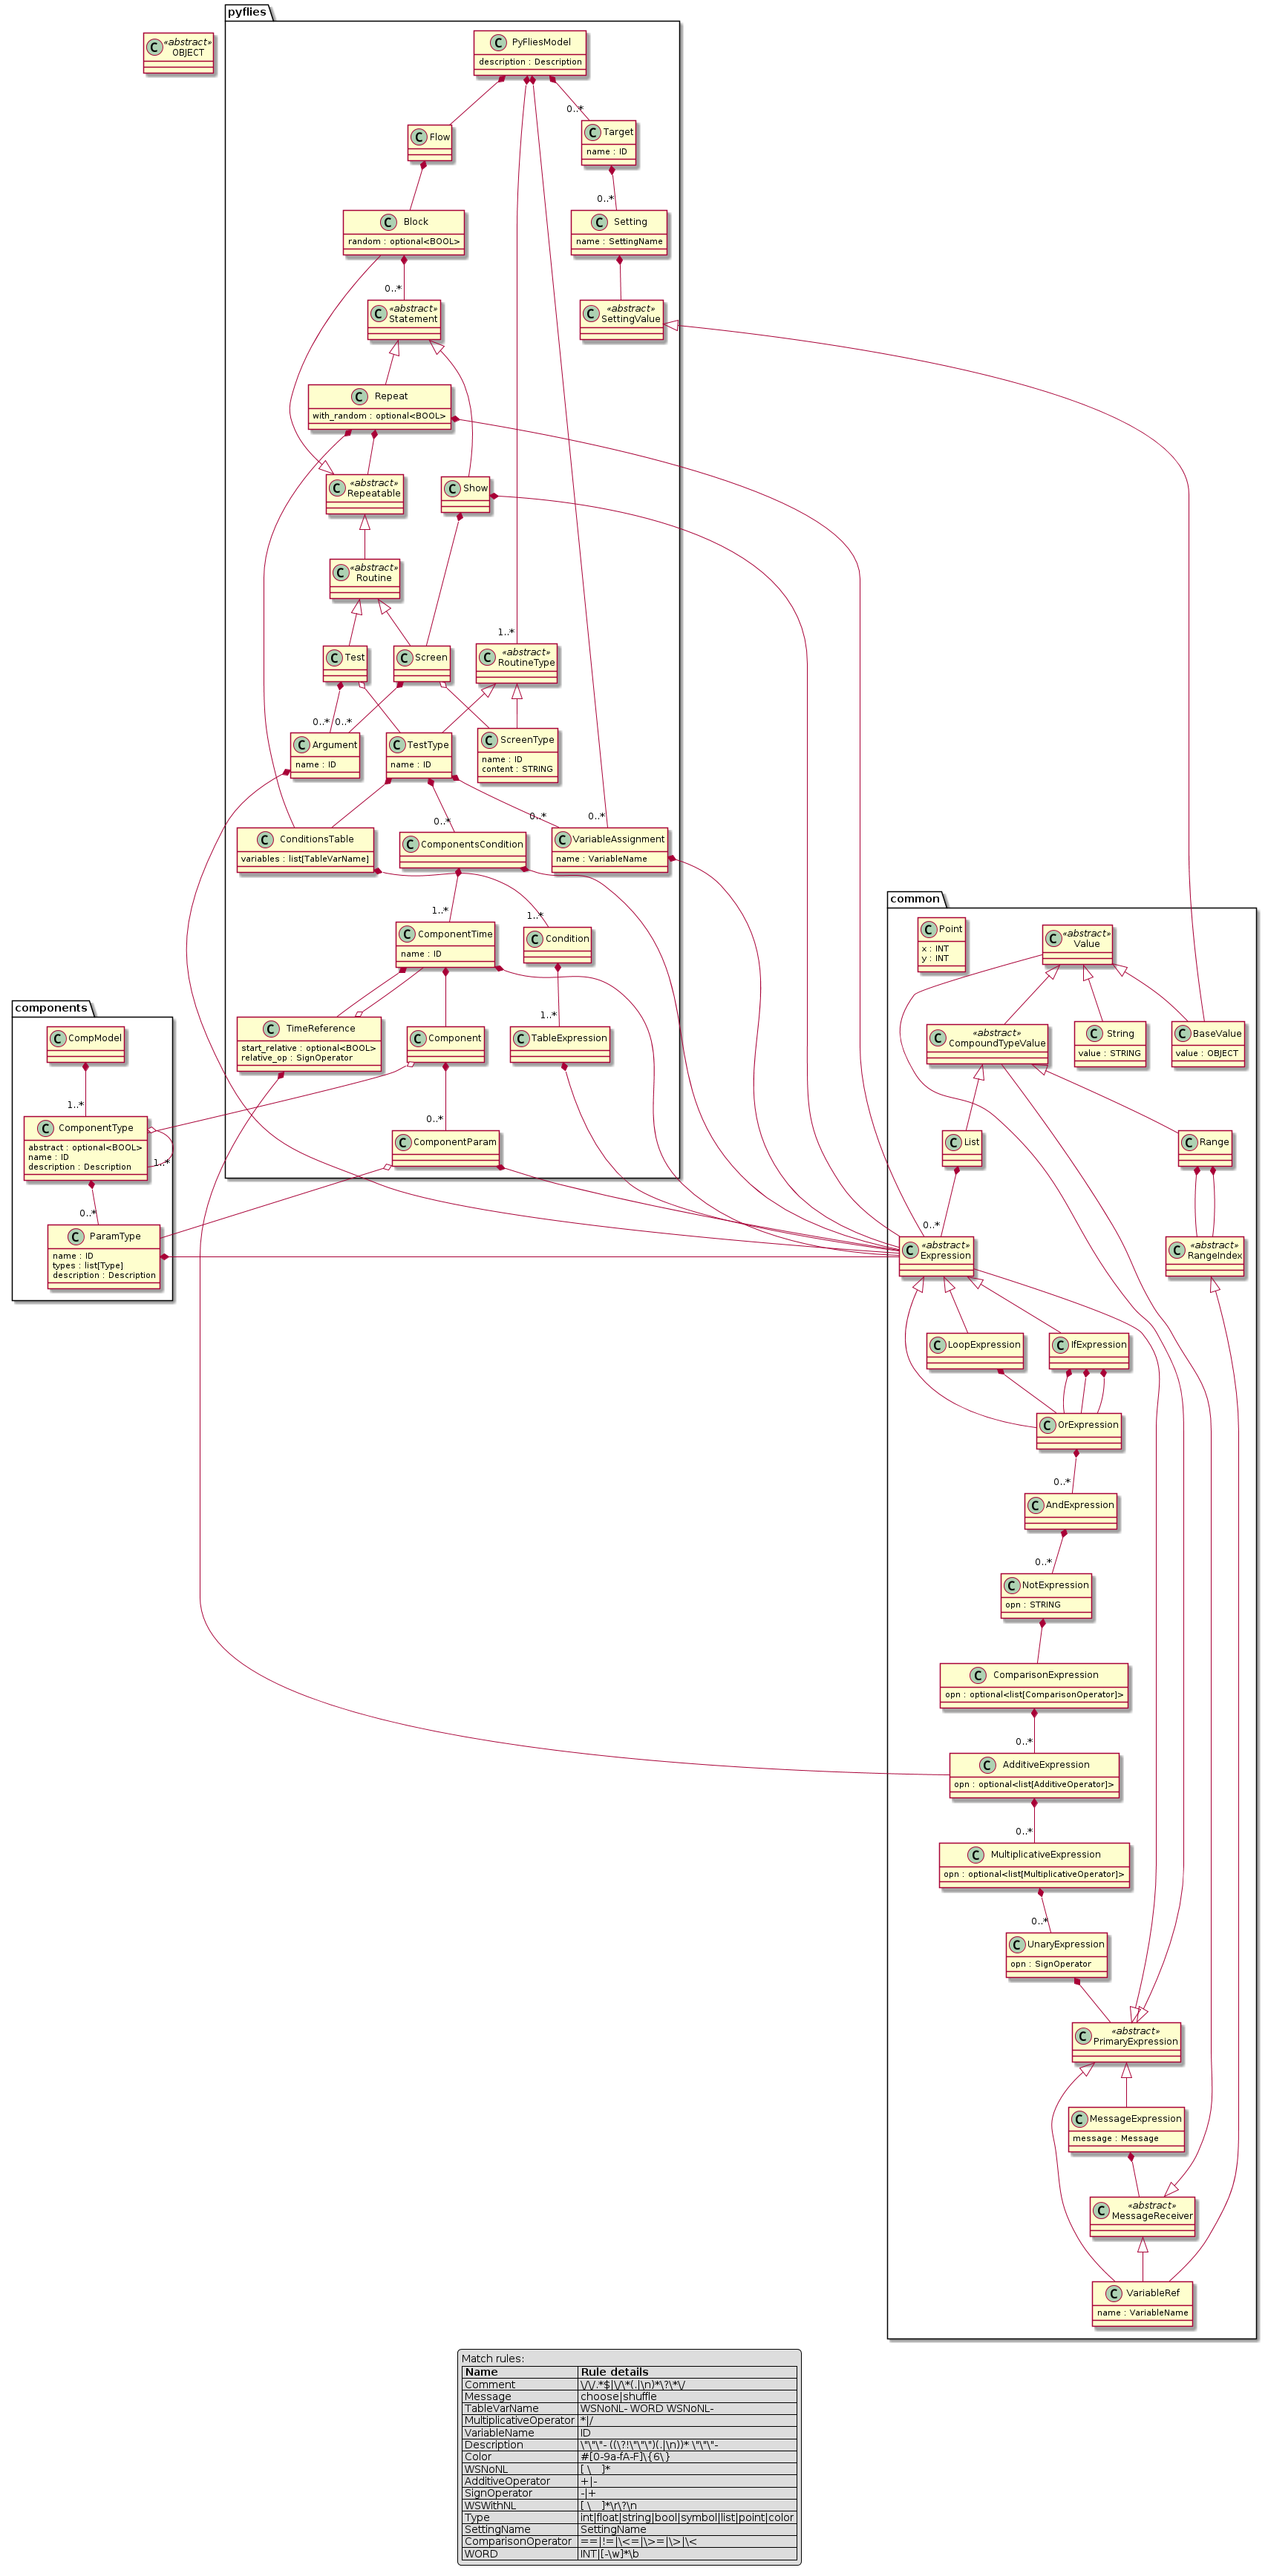 pyflies
C «abstract»
OBJECT
C PyFliesModel
description : Description
0..*
C Flow
C Target
name : ID
0..*
C Block
random : optional<BOOL>
C Setting
name : SettingName
0..*
C «abstract»
Statement
C «abstract»
SettingValue
C Repeat
with_random : optional<BOOL>
C «abstract»
Repeatable
C Show
C «abstract»
Routine
1..*
C Test
C Screen
C «abstract»
RoutineType
0..* 0..*
C Argument
name : ID
C TestType
name : ID
C ScreenType
name : ID
content : STRING
0..*
0..*
0..*
C ConditionsTable
variables : list[TableVarName]
C ComponentsCondition
C VariableAssignment
name : VariableName
1..*
1..*
C ComponentTime
name : ID
C Condition
1..*
C TimeReference
start_relative : optional<BOOL>
relative_op : SignOperator
C Component
C TableExpression
0..*
C ComponentParam
components
C CompModel
1..*
C ComponentType
abstract : optional<BOOL>
name : ID
description : Description
1..*
0..*
C ParamType
name : ID
types : list[Type]
description : Description
common
C Point
x : INT
y : INT
C «abstract»
Value
C «abstract»
CompoundTypeValue
C String
value : STRING
C BaseValue
value : OBJECT
C List
C Range
0..*
C «abstract»
Expression
C «abstract»
RangeIndex
C LoopExpression
C IfExpression
C OrExpression
0..*
C AndExpression
0..*
C NotExpression
opn : STRING
C ComparisonExpression
opn : optional<list[ComparisonOperator]>
0..*
C AdditiveExpression
opn : optional<list[AdditiveOperator]>
0..*
C MultiplicativeExpression
opn : optional<list[MultiplicativeOperator]>
0..*
C UnaryExpression
opn : SignOperator
C «abstract»
PrimaryExpression
C MessageExpression
message : Message
C «abstract»
MessageReceiver
C VariableRef
name : VariableName
Match rules:
Name Rule details
Comment \/\/.*$|\/\*(.|\n)*\?\*\/
Message choose|shuffle
TableVarName WSNoNL- WORD WSNoNL-
MultiplicativeOperator *|/
VariableName ID
Description \"\"\"- ((\?!\"\"\")(.|\n))* \"\"\"-
Color #[0-9a-fA-F]\{6\}
WSNoNL [ \ ]*
AdditiveOperator +|-
SignOperator -|+
WSWithNL [ \ ]*\r\?\n
Type int|float|string|bool|symbol|list|point|color
SettingName SettingName
ComparisonOperator ==|!=|\<=|\>=|\>|\<
WORD INT|[-\w]*\b